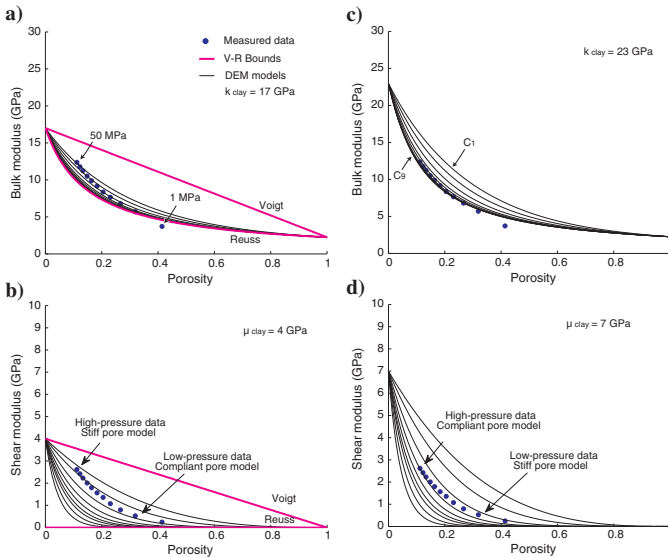 a)
Bulk modulus (GPa)
30
25
20
15
10
5
0
Measured data
V-R Bounds
DEM models
k clay = 17 GPa
50 MPa
1 MPa
Voigt
Reuss
0
0.2
0.4
0.6
0.8
1
Porosity
c)
Bulk modulus (GPa)
30
25
20
15
10
5
0
k clay = 23 GPa
C1
C9
0
0.2
0.4
0.6
0.8
1
Porosity
b)
Shear modulus (GPa)
10
9
8
7
6
5
4
3
2
1
0
μ clay = 4 GPa
High-pressure data
Stiff pore model
Low-pressure data
Compliant pore model
Voigt
Reuss
0
0.2
0.4
0.6
0.8
1
Porosity
d)
Shear modulus (GPa)
10
9
8
7
6
5
4
3
2
1
0
μ clay = 7 GPa
High-pressure data
Compliant pore model
Low-pressure data
Stiff pore model
0
0.2
0.4
0.6
0.8
1
Porosity